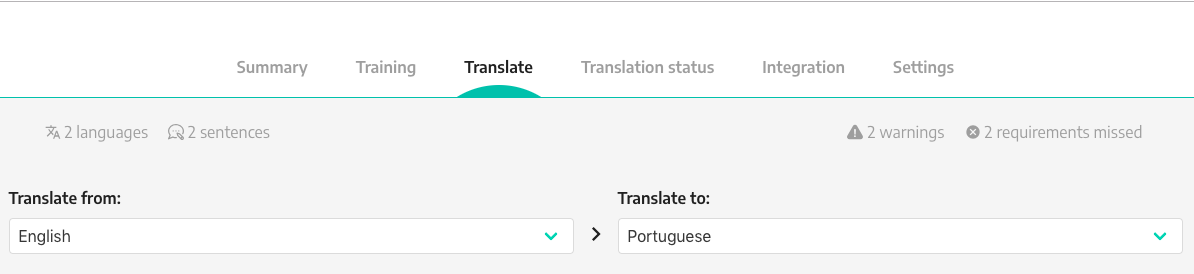 Summary Training Translate Translation status Integration Settings
2 languages 2 sentences 2 warnings 2 requirements missed
Translate from: Translate to:
English Portuguese